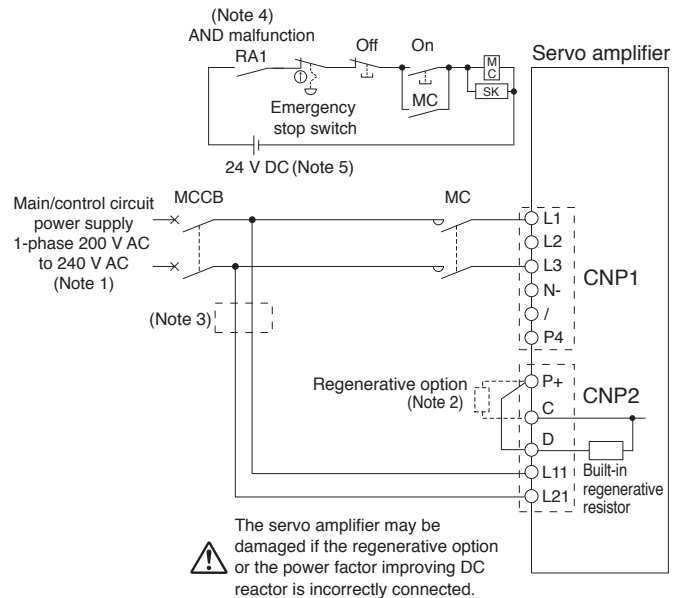 (Note 4)
AND malfunction
RA1
Off
On
MC
SK
MC
Emergency
stop switch
24 V DC (Note 5)
Servo amplifier
Main/control circuit
power supply
1-phase 200 V AC
to 240 V AC
(Note 1)
MCCB
MC
L1
L2
L3
N-
/
P4
CNP1
(Note 3)
Regenerative option
(Note 2)
P+
C
D
L11
L21
CNP2
Built-in
regenerative
resistor
The servo amplifier may be
damaged if the regenerative option
or the power factor improving DC
reactor is incorrectly connected.